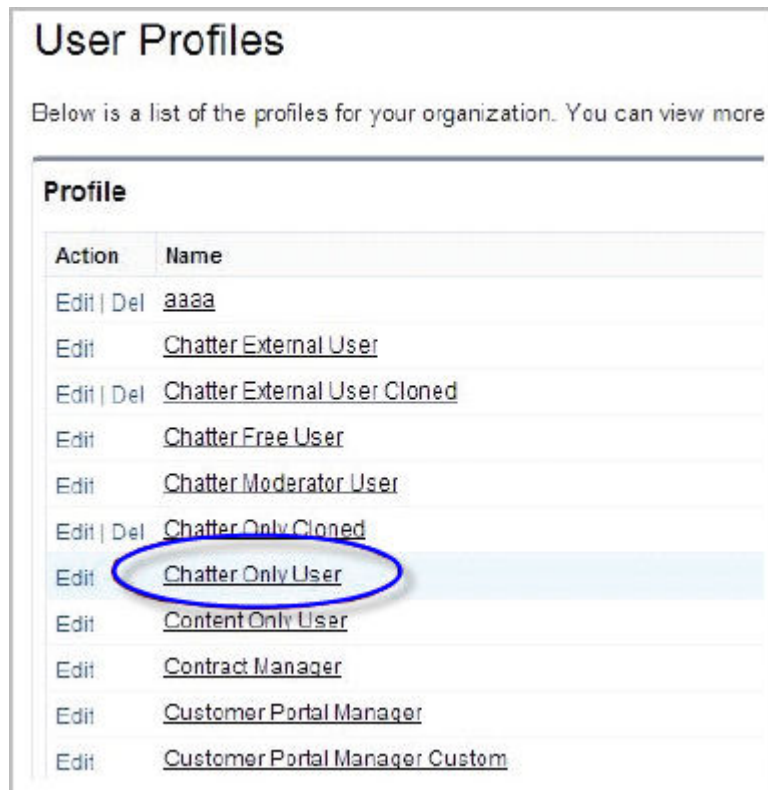 User Profiles
Below is a list of the profiles for your organization. You can view more
Profile
Action Name
Edit | Del aaaa
Edit Chatter External User
Edit | Del Chatter External User Cloned
Edit Chatter Free User
Edit Chatter Moderator User
Edit | Del Chatter Only Cloned
Edit Chatter Only User
Edit Content Only User
Edit Contract Manager
Edit Customer Portal Manager
Edit Customer Portal Manager Custom